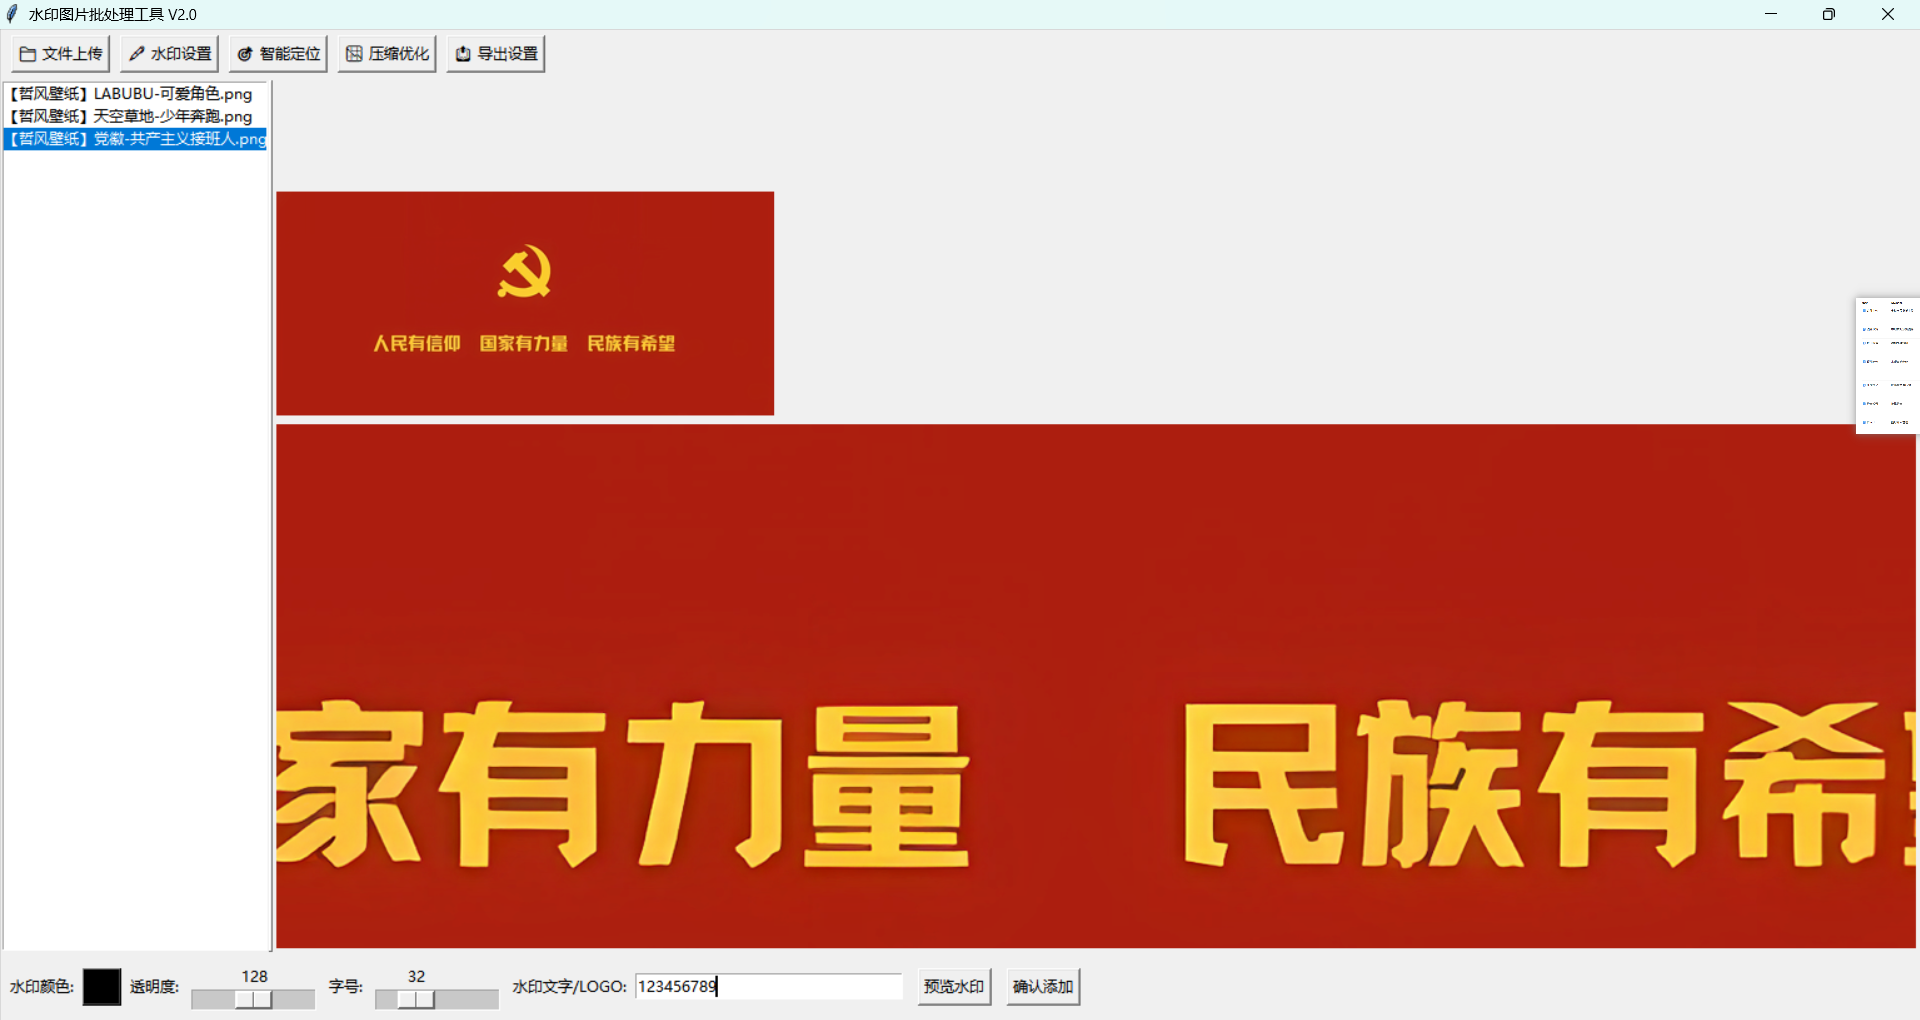 水印图片批处理工具 V2.0
文件上传 水印设置 智能定位 压缩优化 导出设置
【哲风壁纸】LABUBU-可爱角色.png
【哲风壁纸】天空草地-少年奔跑.png
【哲风壁纸】党徽-共产主义接班人.png
人民有信仰 国家有力量 民族有希望
家有力量 民族有希
水印颜色: 透明度: 128 字号: 32 水印文字/LOGO: 123456789 预览水印 确认添加